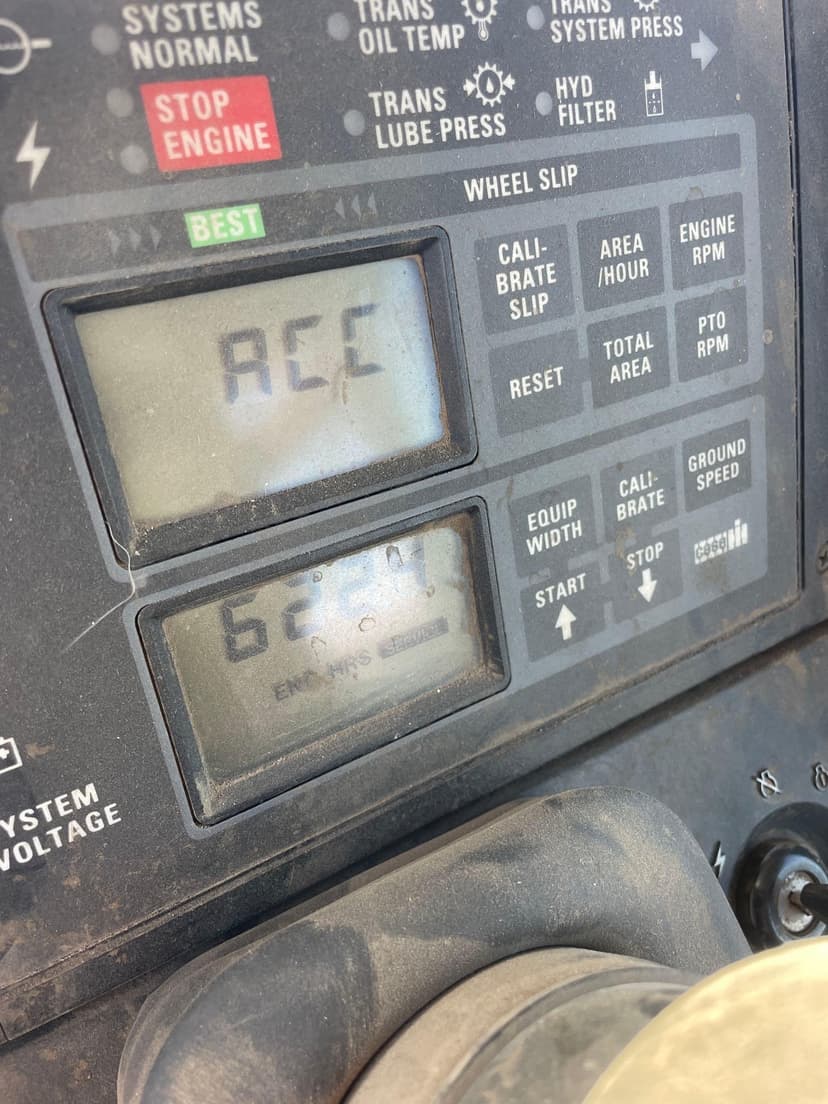 SYSTEMS
NORMAL
TRANS
OIL TEMP
TRANS
SYSTEM PRESS
STOP
ENGINE
TRANS
LUBE PRESS
HYD
FILTER
WHEEL SLIP
BEST
ACC
CALI-
BRATE
SLIP
AREA
/HOUR
ENGINE
RPM
RESET
TOTAL
AREA
PTO
RPM
6224
ENG HRS SERVICE
EQUIP
WIDTH
CALI-
BRATE
GROUND
SPEED
START
STOP
YSTEM
VOLTAGE